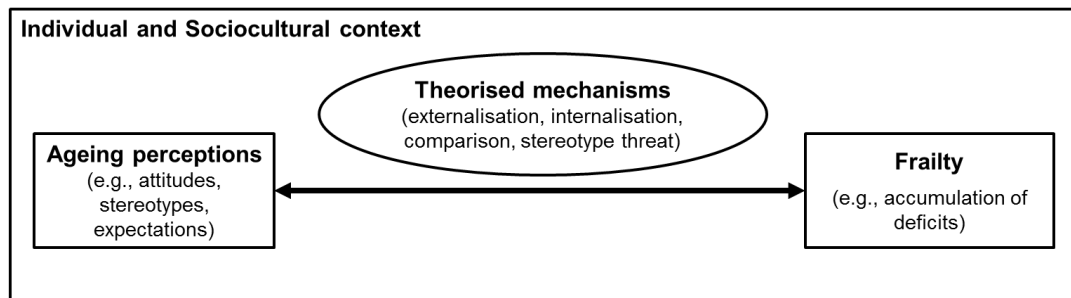 Individual and Sociocultural context
Theorised mechanisms
(externalisation, internalisation,
comparison, stereotype threat)
Ageing perceptions
(e.g., attitudes,
stereotypes,
expectations)
Frailty
(e.g., accumulation of
deficits)